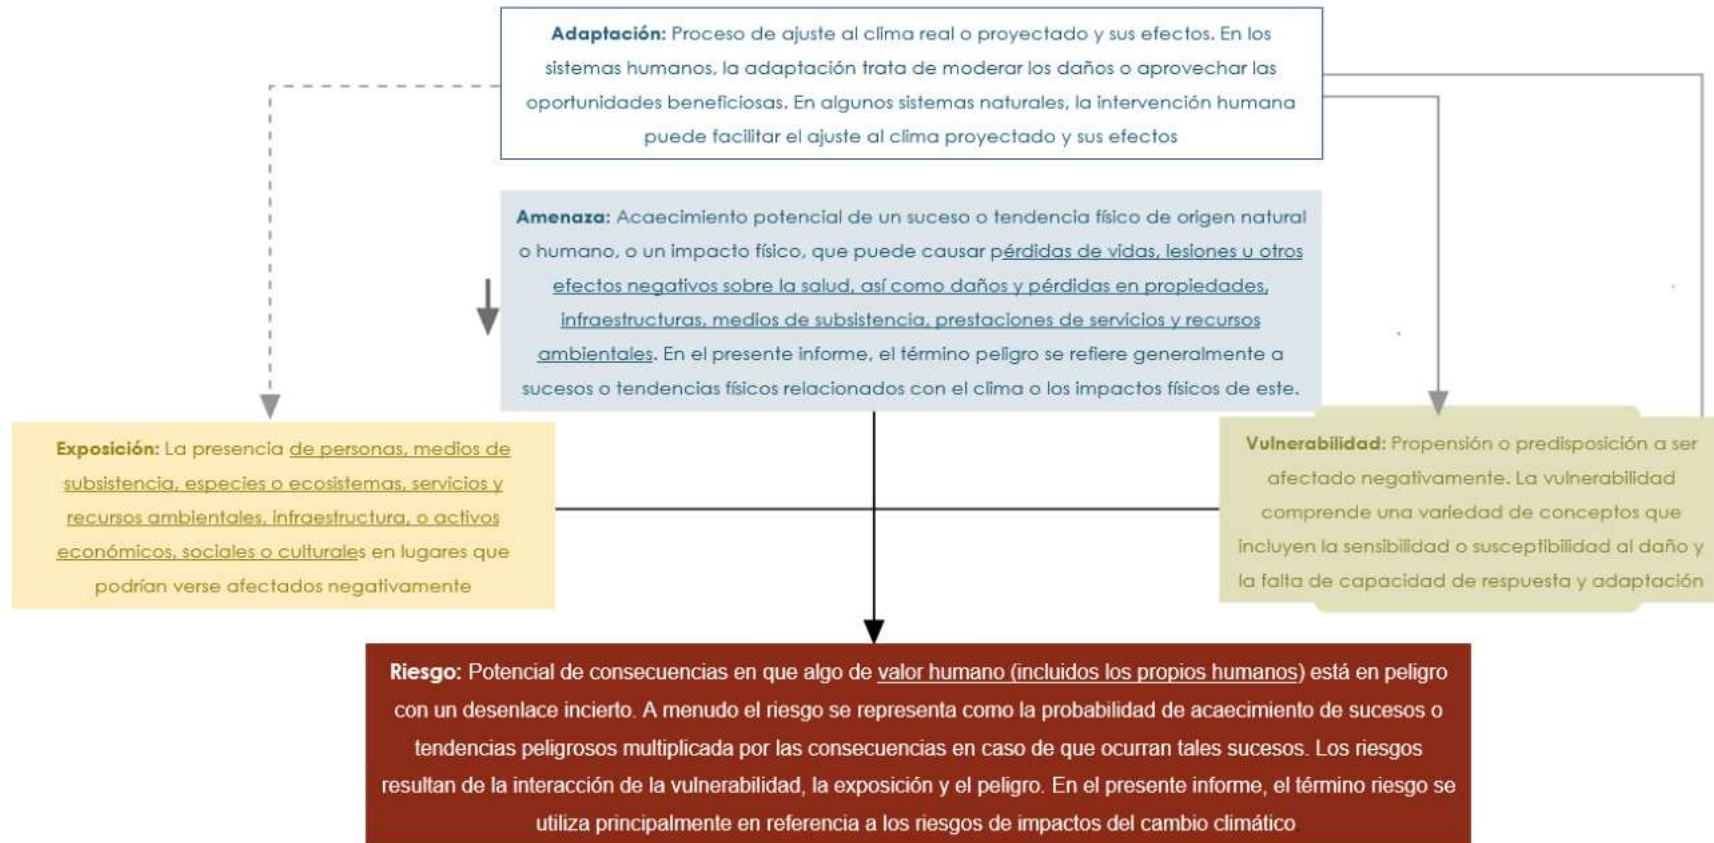 Adaptación: Proceso de ajuste al clima real o proyectado y sus efectos. En los
sistemas humanos, la adaptación trata de moderar los daños o aprovechar las
oportunidades beneficiosas. En algunos sistemas naturales, la intervención humana
puede facilitar el ajuste al clima proyectado y sus efectos
Amenaza: Acaecimiento potencial de un suceso o tendencia físico de origen natural
o humano, o un impacto físico, que puede causar pérdidas de vidas, lesiones u otros
efectos negativos sobre la salud, así como daños y pérdidas en propiedades,
infraestructuras, medios de subsistencia, prestaciones de servicios y recursos
ambientales. En el presente informe, el término peligro se refiere generalmente a
sucesos o tendencias físicos relacionados con el clima o los impactos físicos de este.
Exposición: La presencia de personas, medios de
subsistencia, especies o ecosistemas, servicios y
recursos ambientales, infraestructura, o activos
económicos, sociales o culturales en lugares que
podrían verse afectados negativamente
Vulnerabilidad: Propensión o predisposición a ser
afectado negativamente. La vulnerabilidad
comprende una variedad de conceptos que
incluyen la sensibilidad o susceptibilidad al daño y
la falta de capacidad de respuesta y adaptación
Riesgo: Potencial de consecuencias en que algo de valor humano (incluidos los propios humanos) está en peligro
con un desenlace incierto. A menudo el riesgo se representa como la probabilidad de acaecimiento de sucesos o
tendencias peligrosos multiplicada por las consecuencias en caso de que ocurran tales sucesos. Los riesgos
resultan de la interacción de la vulnerabilidad, la exposición y el peligro. En el presente informe, el término riesgo se
utiliza principalmente en referencia a los riesgos de impactos del cambio climático